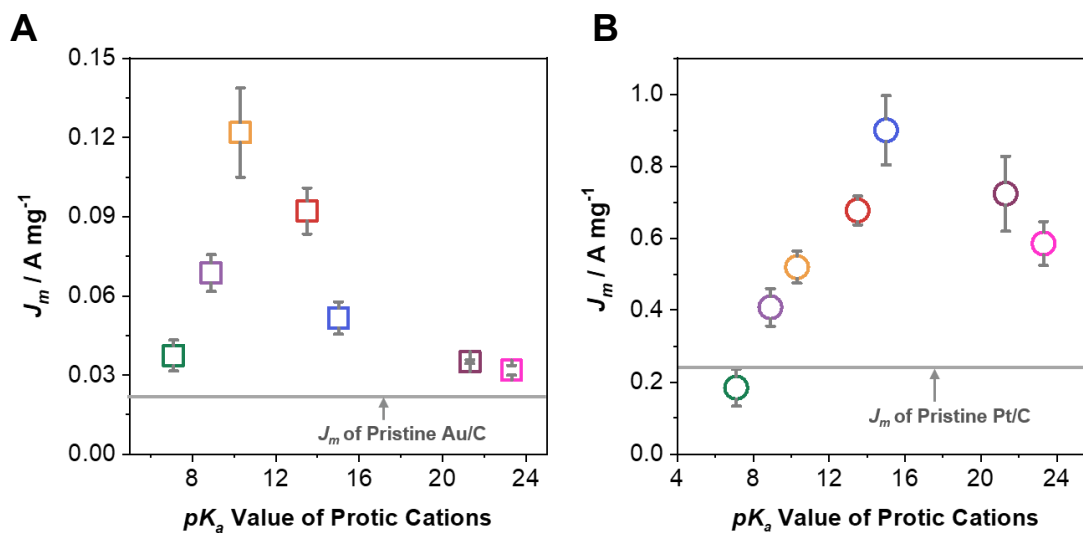 A
B
0.15
0.12
0.09
0.06
0.03
0.00
J_m / A mg⁻¹
J_m of Pristine Au/C
8
12
16
20
24
pK_a Value of Protic Cations
1.0
0.8
0.6
0.4
0.2
0.0
J_m / A mg⁻¹
J_m of Pristine Pt/C
4
8
12
16
20
24
pK_a Value of Protic Cations